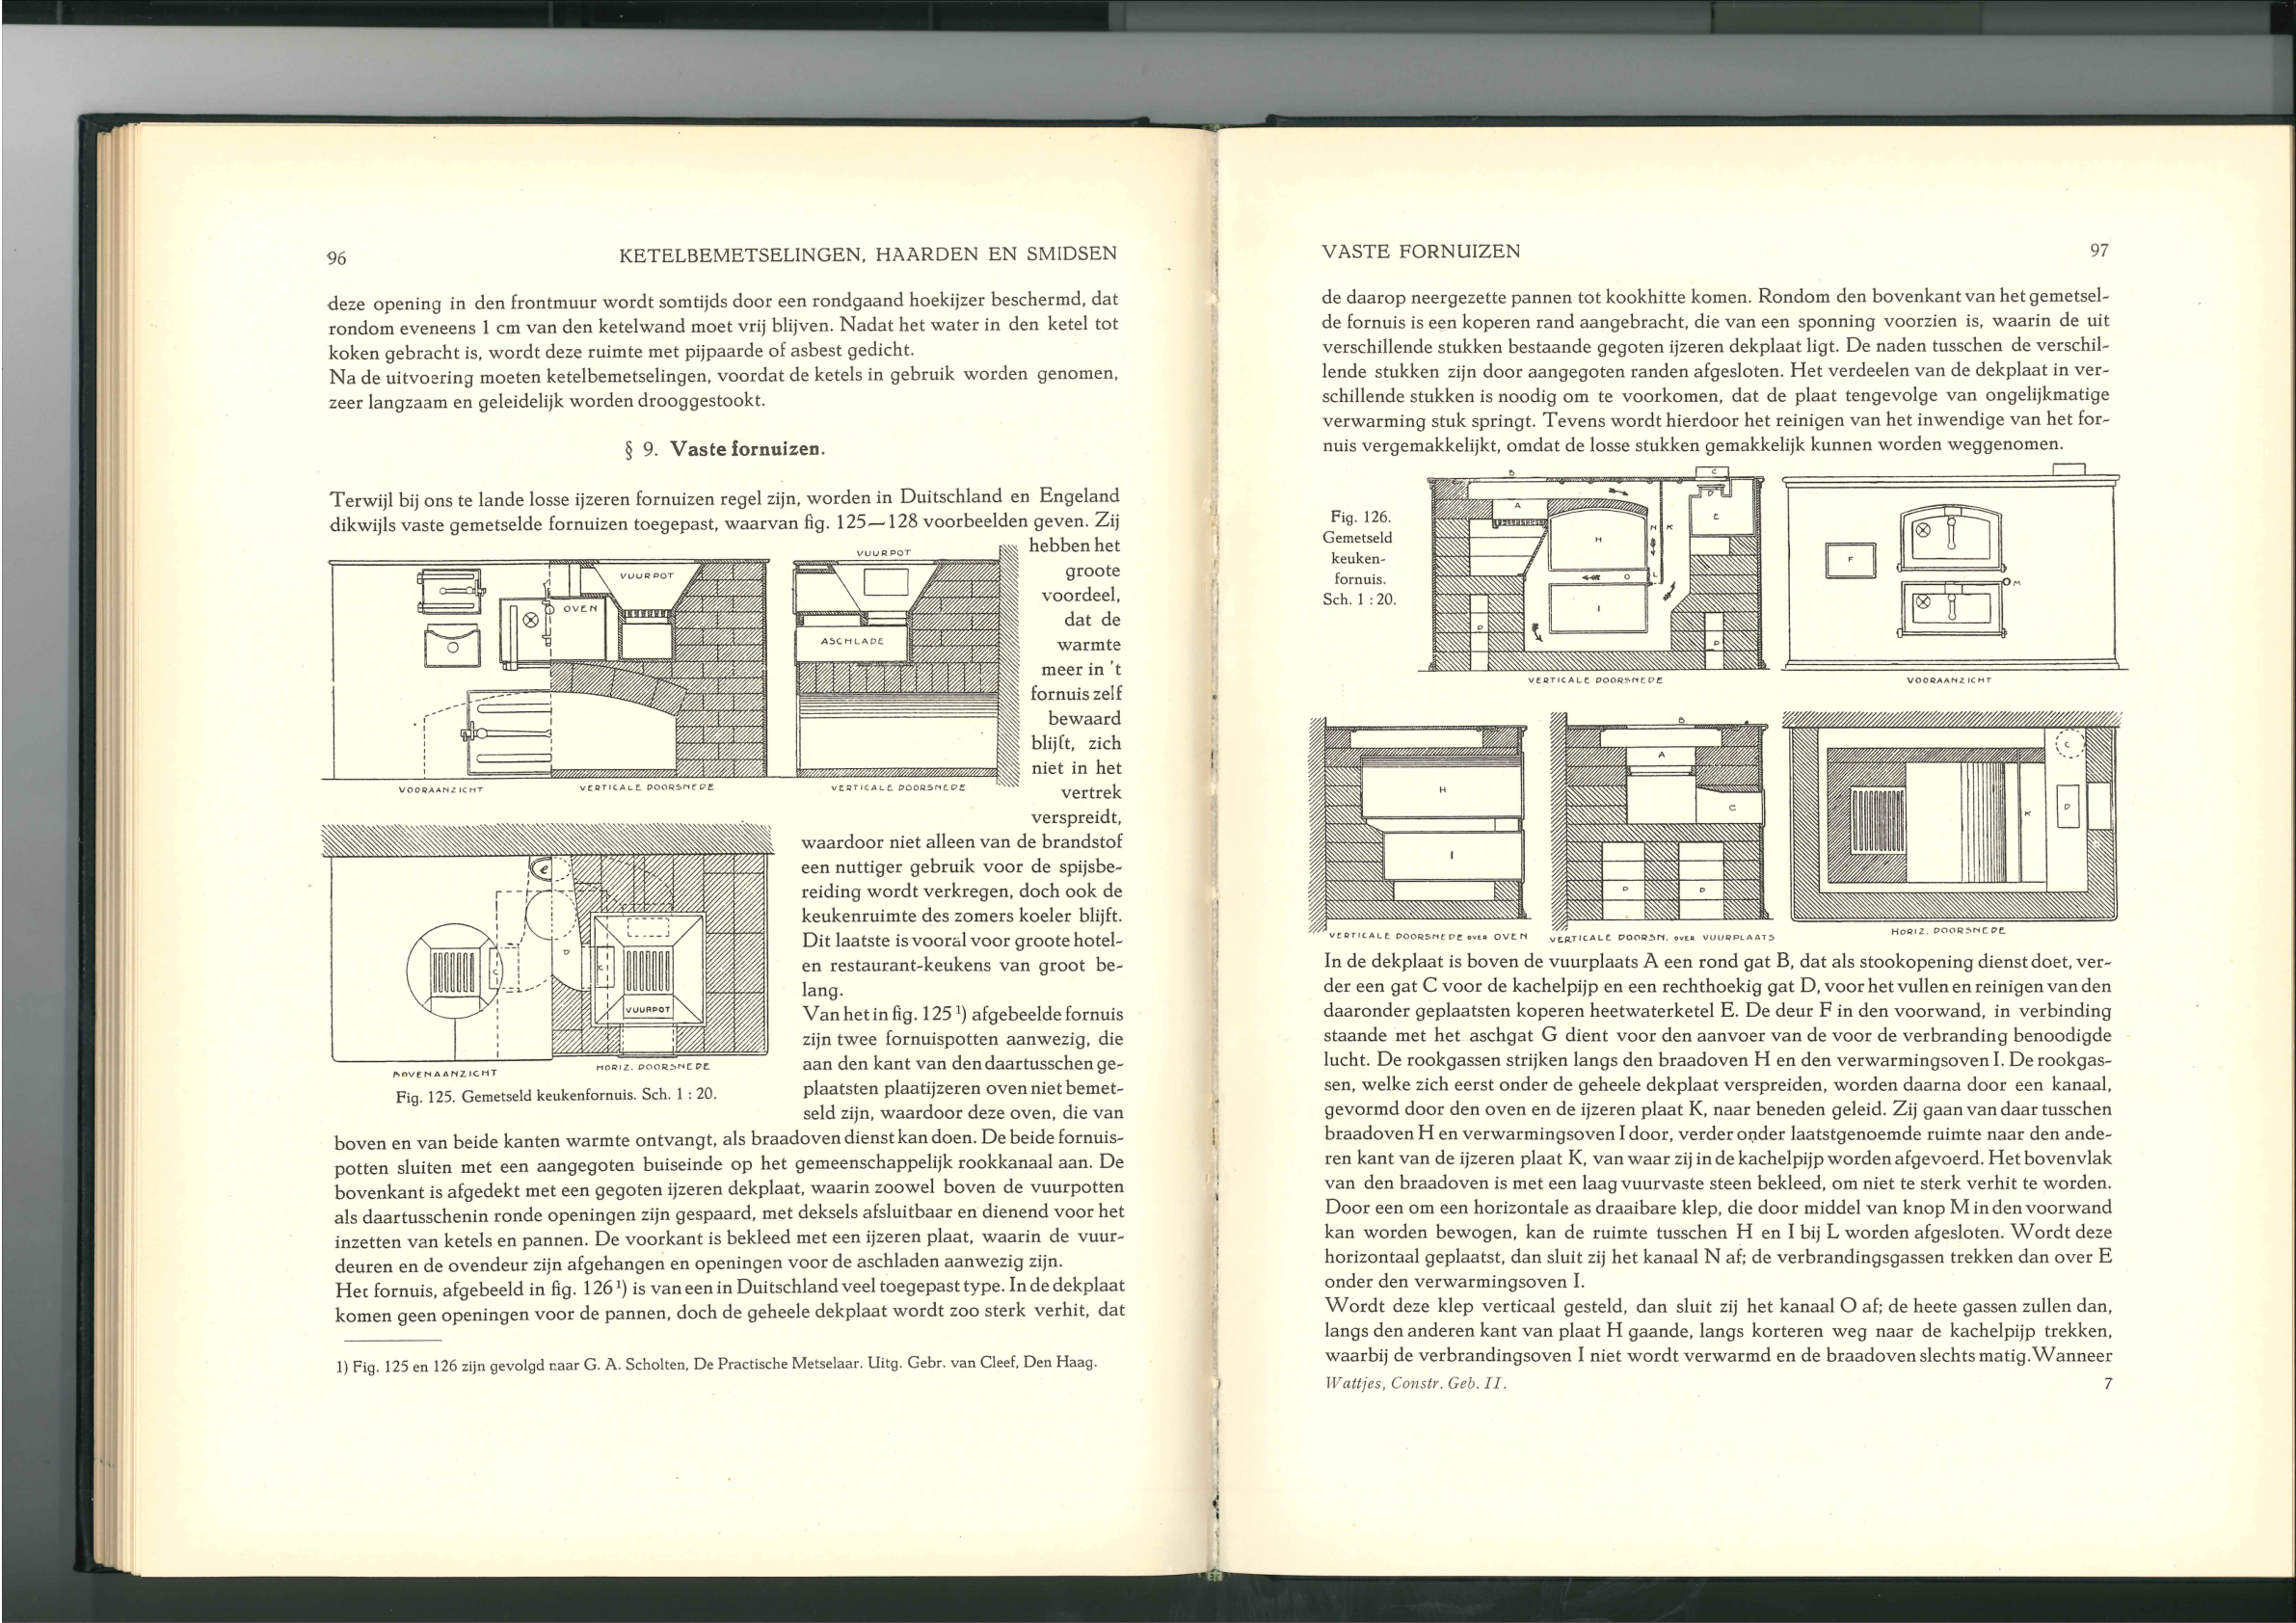 96
KETELBEMETSELINGEN, HAARDEN EN SMIDSEN
deze opening in den frontmuur wordt somtijds door een rondgaand hoekijzer beschermd, dat
rondom eveneens 1 cm van den ketelwand moet vrij blijven. Nadat het water in den ketel tot
koken gebracht is, wordt deze ruimte met pijpaarde of asbest gedicht.
Na de uitvoering moeten ketelbemetselingen, voordat de ketels in gebruik worden genomen,
zeer langzaam en geleidelijk worden drooggestookt.
§ 9. Vaste fornuizen.
Terwijl bij ons te lande losse ijzeren fornuizen regel zijn, worden in Duitschland en Engeland
dikwijls vaste gemetselde fornuizen toegepast, waarvan fig. 125—128 voorbeelden geven. Zij
hebben het
groote
voordeel,
dat de
warmte
meer in 't
fornuis zelf
bewaard
blijft, zich
niet in het
vertrek
verspreidt,
VUURPOT
OVEN
VUURPOT
ASCHLADE
VOORAANZICHT
VERTICALE DOORSNEDE
VERTICALE DOORSNEDE
waardoor niet alleen van de brandstof
een nuttiger gebruik voor de spijsbe-
reiding wordt verkregen, doch ook de
keukenruimte des zomers koeler blijft.
Dit laatste is vooral voor groote hotel-
en restaurant-keukens van groot be-
lang.
Van het in fig. 125 ¹) afgebeelde fornuis
zijn twee fornuispotten aanwezig, die
aan den kant van den daartusschen ge-
plaatsten plaatijzeren oven niet bemet-
seld zijn, waardoor deze oven, die van
e
C
D
C
VUURPOT
BOVENAANZICHT
HORIZ. DOORSNEDE
Fig. 125. Gemetseld keukenfornuis. Sch. 1 : 20.
boven en van beide kanten warmte ontvangt, als braadoven dienst kan doen. De beide fornuis-
potten sluiten met een aangegoten buiseinde op het gemeenschappelijk rookkanaal aan. De
bovenkant is afgedekt met een gegoten ijzeren dekplaat, waarin zoowel boven de vuurpotten
als daartusschenin ronde openingen zijn gespaard, met deksels afsluitbaar en dienend voor het
inzetten van ketels en pannen. De voorkant is bekleed met een ijzeren plaat, waarin de vuur-
deuren en de ovendeur zijn afgehangen en openingen voor de aschladen aanwezig zijn.
Het fornuis, afgebeeld in fig. 126 ¹) is van een in Duitschland veel toegepast type. In de dekplaat
komen geen openingen voor de pannen, doch de geheele dekplaat wordt zoo sterk verhit, dat
1) Fig. 125 en 126 zijn gevolgd naar G. A. Scholten, De Practische Metselaar. Uitg. Gebr. van Cleef, Den Haag.
VASTE FORNUIZEN
97
de daarop neergezette pannen tot kookhitte komen. Rondom den bovenkant van het gemetsel-
de fornuis is een koperen rand aangebracht, die van een sponning voorzien is, waarin de uit
verschillende stukken bestaande gegoten ijzeren dekplaat ligt. De naden tusschen de verschil-
lende stukken zijn door aangegoten randen afgesloten. Het verdeelen van de dekplaat in ver-
schillende stukken is noodig om te voorkomen, dat de plaat tengevolge van ongelijkmatige
verwarming stuk springt. Tevens wordt hierdoor het reinigen van het inwendige van het for-
nuis vergemakkelijkt, omdat de losse stukken gemakkelijk kunnen worden weggenomen.
Fig. 126.
Gemetseld
keuken-
fornuis.
Sch. 1 : 20.
B
C
A
D
E
H
N
K
O
L
I
P
P
F
M
VERTICALE DOORSNEDE
VOORAANZICHT
H
I
B
A
C
P
P
C
D
K
VERTICALE DOORSNEDE OVER OVEN
VERTICALE DOORSN. OVER VUURPLAATS
HORIZ. DOORSNEDE
In de dekplaat is boven de vuurplaats A een rond gat B, dat als stookopening dienst doet, ver-
der een gat C voor de kachelpijp en een rechthoekig gat D, voor het vullen en reinigen van den
daaronder geplaatsten koperen heetwaterketel E. De deur F in den voorwand, in verbinding
staande met het aschgat G dient voor den aanvoer van de voor de verbranding benoodigde
lucht. De rookgassen strijken langs den braadoven H en den verwarmingsoven I. De rookgas-
sen, welke zich eerst onder de geheele dekplaat verspreiden, worden daarna door een kanaal,
gevormd door den oven en de ijzeren plaat K, naar beneden geleid. Zij gaan van daar tusschen
braadoven H en verwarmingsoven I door, verder onder laatstgenoemde ruimte naar den ande-
ren kant van de ijzeren plaat K, van waar zij in de kachelpijp worden afgevoerd. Het bovenvlak
van den braadoven is met een laag vuurvaste steen bekleed, om niet te sterk verhit te worden.
Door een om een horizontale as draaibare klep, die door middel van knop M in den voorwand
kan worden bewogen, kan de ruimte tusschen H en I bij L worden afgesloten. Wordt deze
horizontaal geplaatst, dan sluit zij het kanaal N af; de verbrandingsgassen trekken dan over E
onder den verwarmingsoven I.
Wordt deze klep verticaal gesteld, dan sluit zij het kanaal O af; de heete gassen zullen dan,
langs den anderen kant van plaat H gaande, langs korteren weg naar de kachelpijp trekken,
waarbij de verbrandingsoven I niet wordt verwarmd en de braadoven slechts matig. Wanneer
Wattjes, Constr. Geb. II.
7